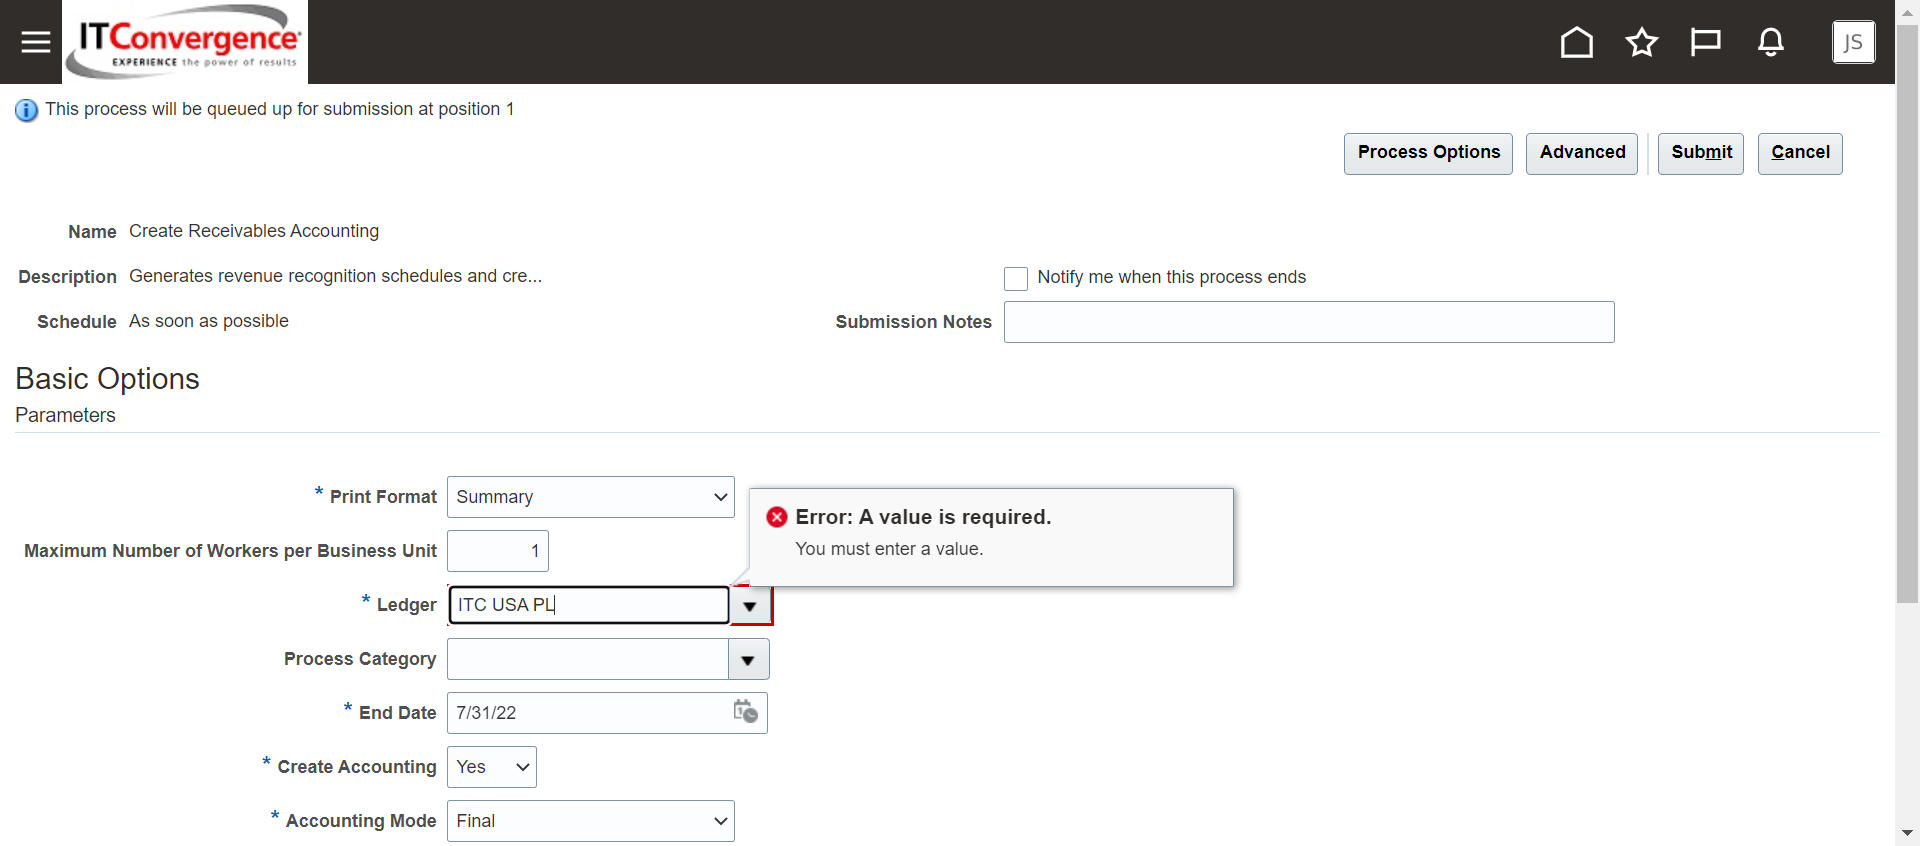 ITConvergence
EXPERIENCE the power of results
JS
This process will be queued up for submission at position 1
Process Options Advanced Submit Cancel
Name Create Receivables Accounting
Description Generates revenue recognition schedules and cre...
Notify me when this process ends
Schedule As soon as possible
Submission Notes
Basic Options
Parameters
* Print Format Summary
Error: A value is required.
You must enter a value.
Maximum Number of Workers per Business Unit 1
* Ledger ITC USA PL
Process Category
* End Date 7/31/22
* Create Accounting Yes
* Accounting Mode Final